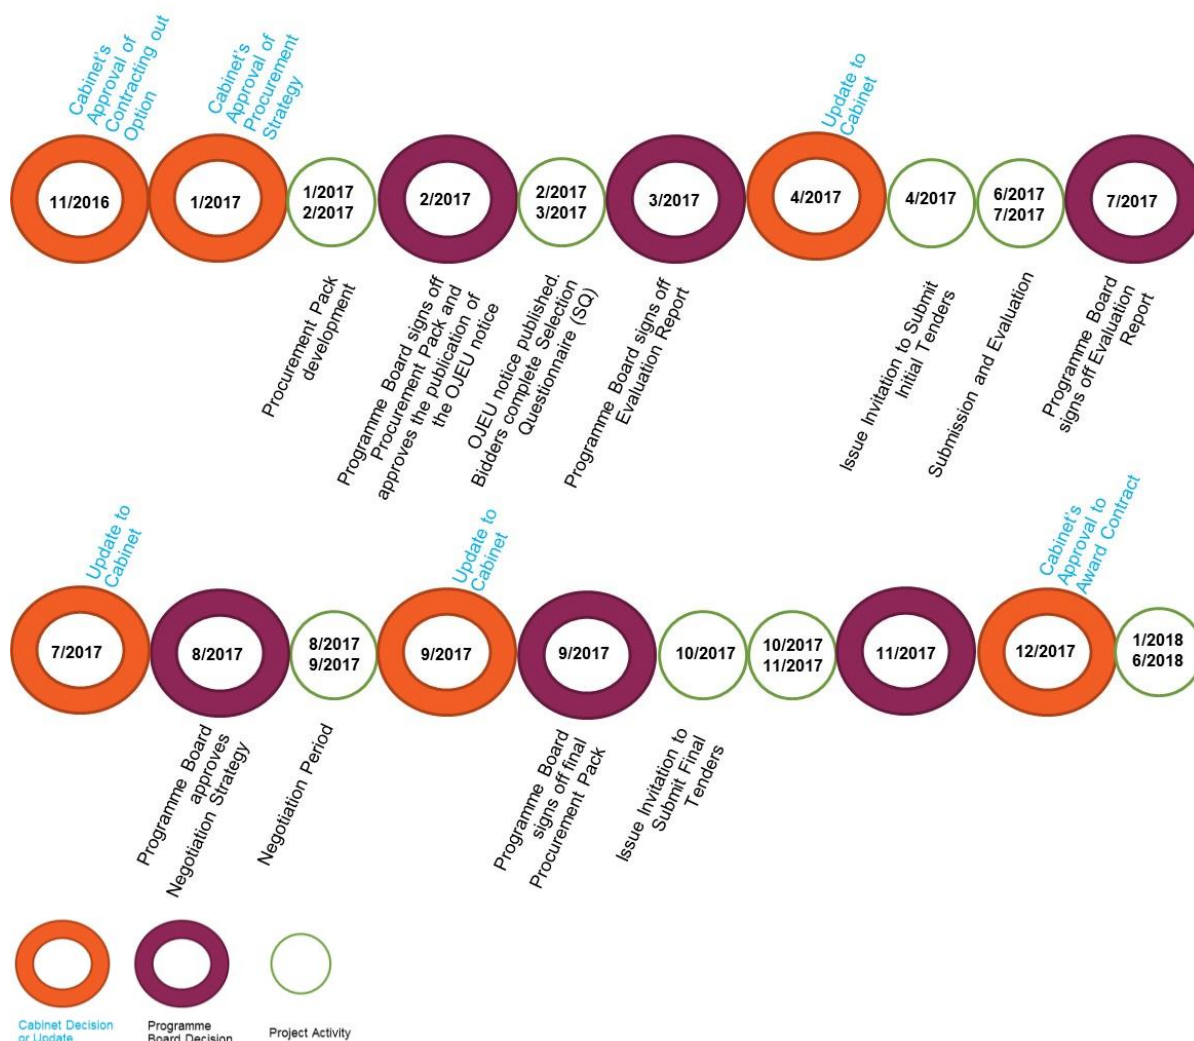 Cabinet's
Approval of
Contracting out
Option
Cabinet's
Approval of
Procurement
Strategy
Update to
Cabinet
11/2016
1/2017
1/2017
2/2017
2/2017
2/2017
3/2017
3/2017
4/2017
4/2017
6/2017
7/2017
7/2017
Procurement Pack
development
Programme Board signs off
Procurement Pack and
approves the publication of
the OJEU notice
OJEU notice published.
Bidders complete Selection
Questionnaire (SQ)
Programme Board signs off
Evaluation Report
Issue Invitation to Submit
Initial Tenders
Submission and Evaluation
Programme Board
signs off Evaluation
Report
Update to
Cabinet
Update to
Cabinet
Cabinet's
Approval to
Award Contract
7/2017
8/2017
8/2017
9/2017
9/2017
9/2017
10/2017
10/2017
11/2017
11/2017
12/2017
1/2018
6/2018
Programme Board
approves
Negotiation Strategy
Negotiation Period
Programme Board
signs off final
Procurement Pack
Issue Invitation to
Submit Final
Tenders
Cabinet Decision
or Update
Programme
Board Decision
Project Activity